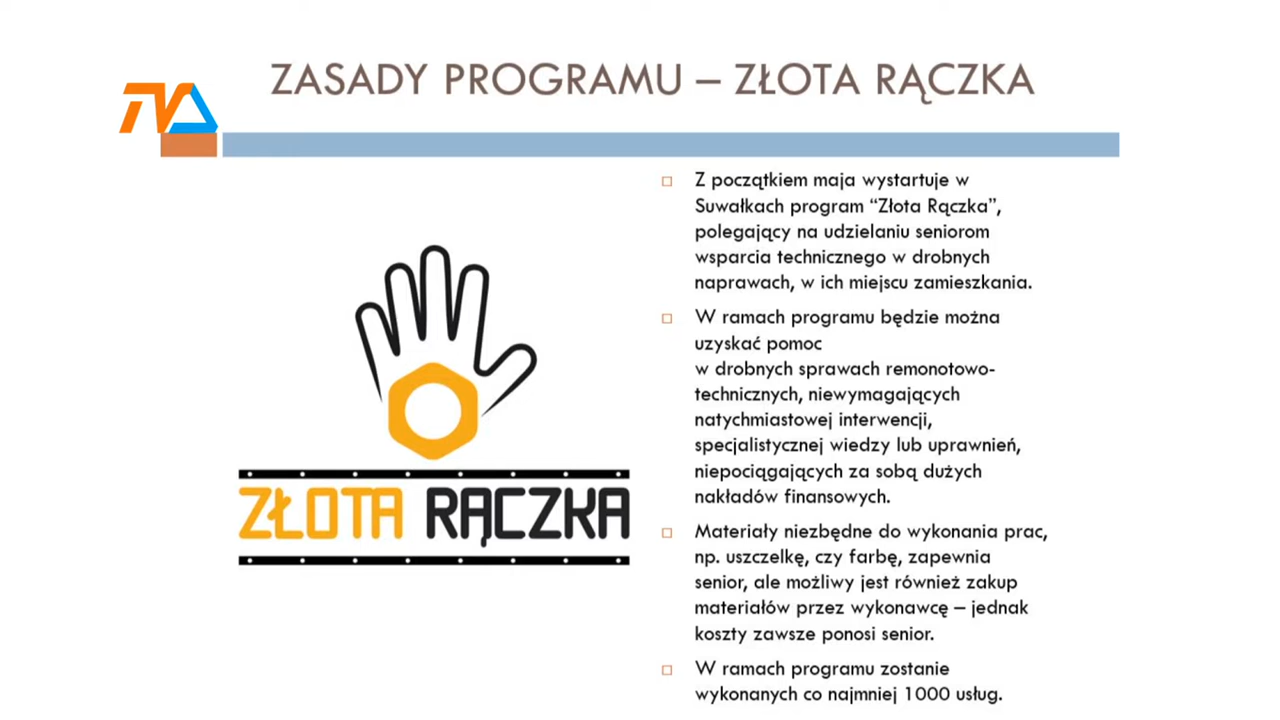 ZASADY PROGRAMU – ZŁOTA RĄCZKA
TVA
Z początkiem maja wystartuje w
Suwałkach program “Złota Rączka”,
polegający na udzielaniu seniorom
wsparcia technicznego w drobnych
naprawach, w ich miejscu zamieszkania.
W ramach programu będzie można
uzyskać pomoc
w drobnych sprawach remonotowo-
technicznych, niewymagających
natychmiastowej interwencji,
specjalistycznej wiedzy lub uprawnień,
niepociągających za sobą dużych
nakładów finansowych.
Materiały niezbędne do wykonania prac,
np. uszczelkę, czy farbę, zapewnia
senior, ale możliwy jest również zakup
materiałów przez wykonawcę – jednak
koszty zawsze ponosi senior.
W ramach programu zostanie
wykonanych co najmniej 1000 usług.
ZŁOTA RĄCZKA